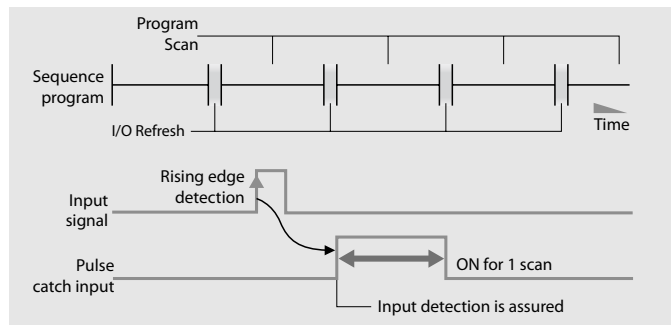 Program
Scan
Sequence
program
I/O Refresh
Time
Rising edge
detection
Input
signal
Pulse
catch input
ON for 1 scan
Input detection is assured